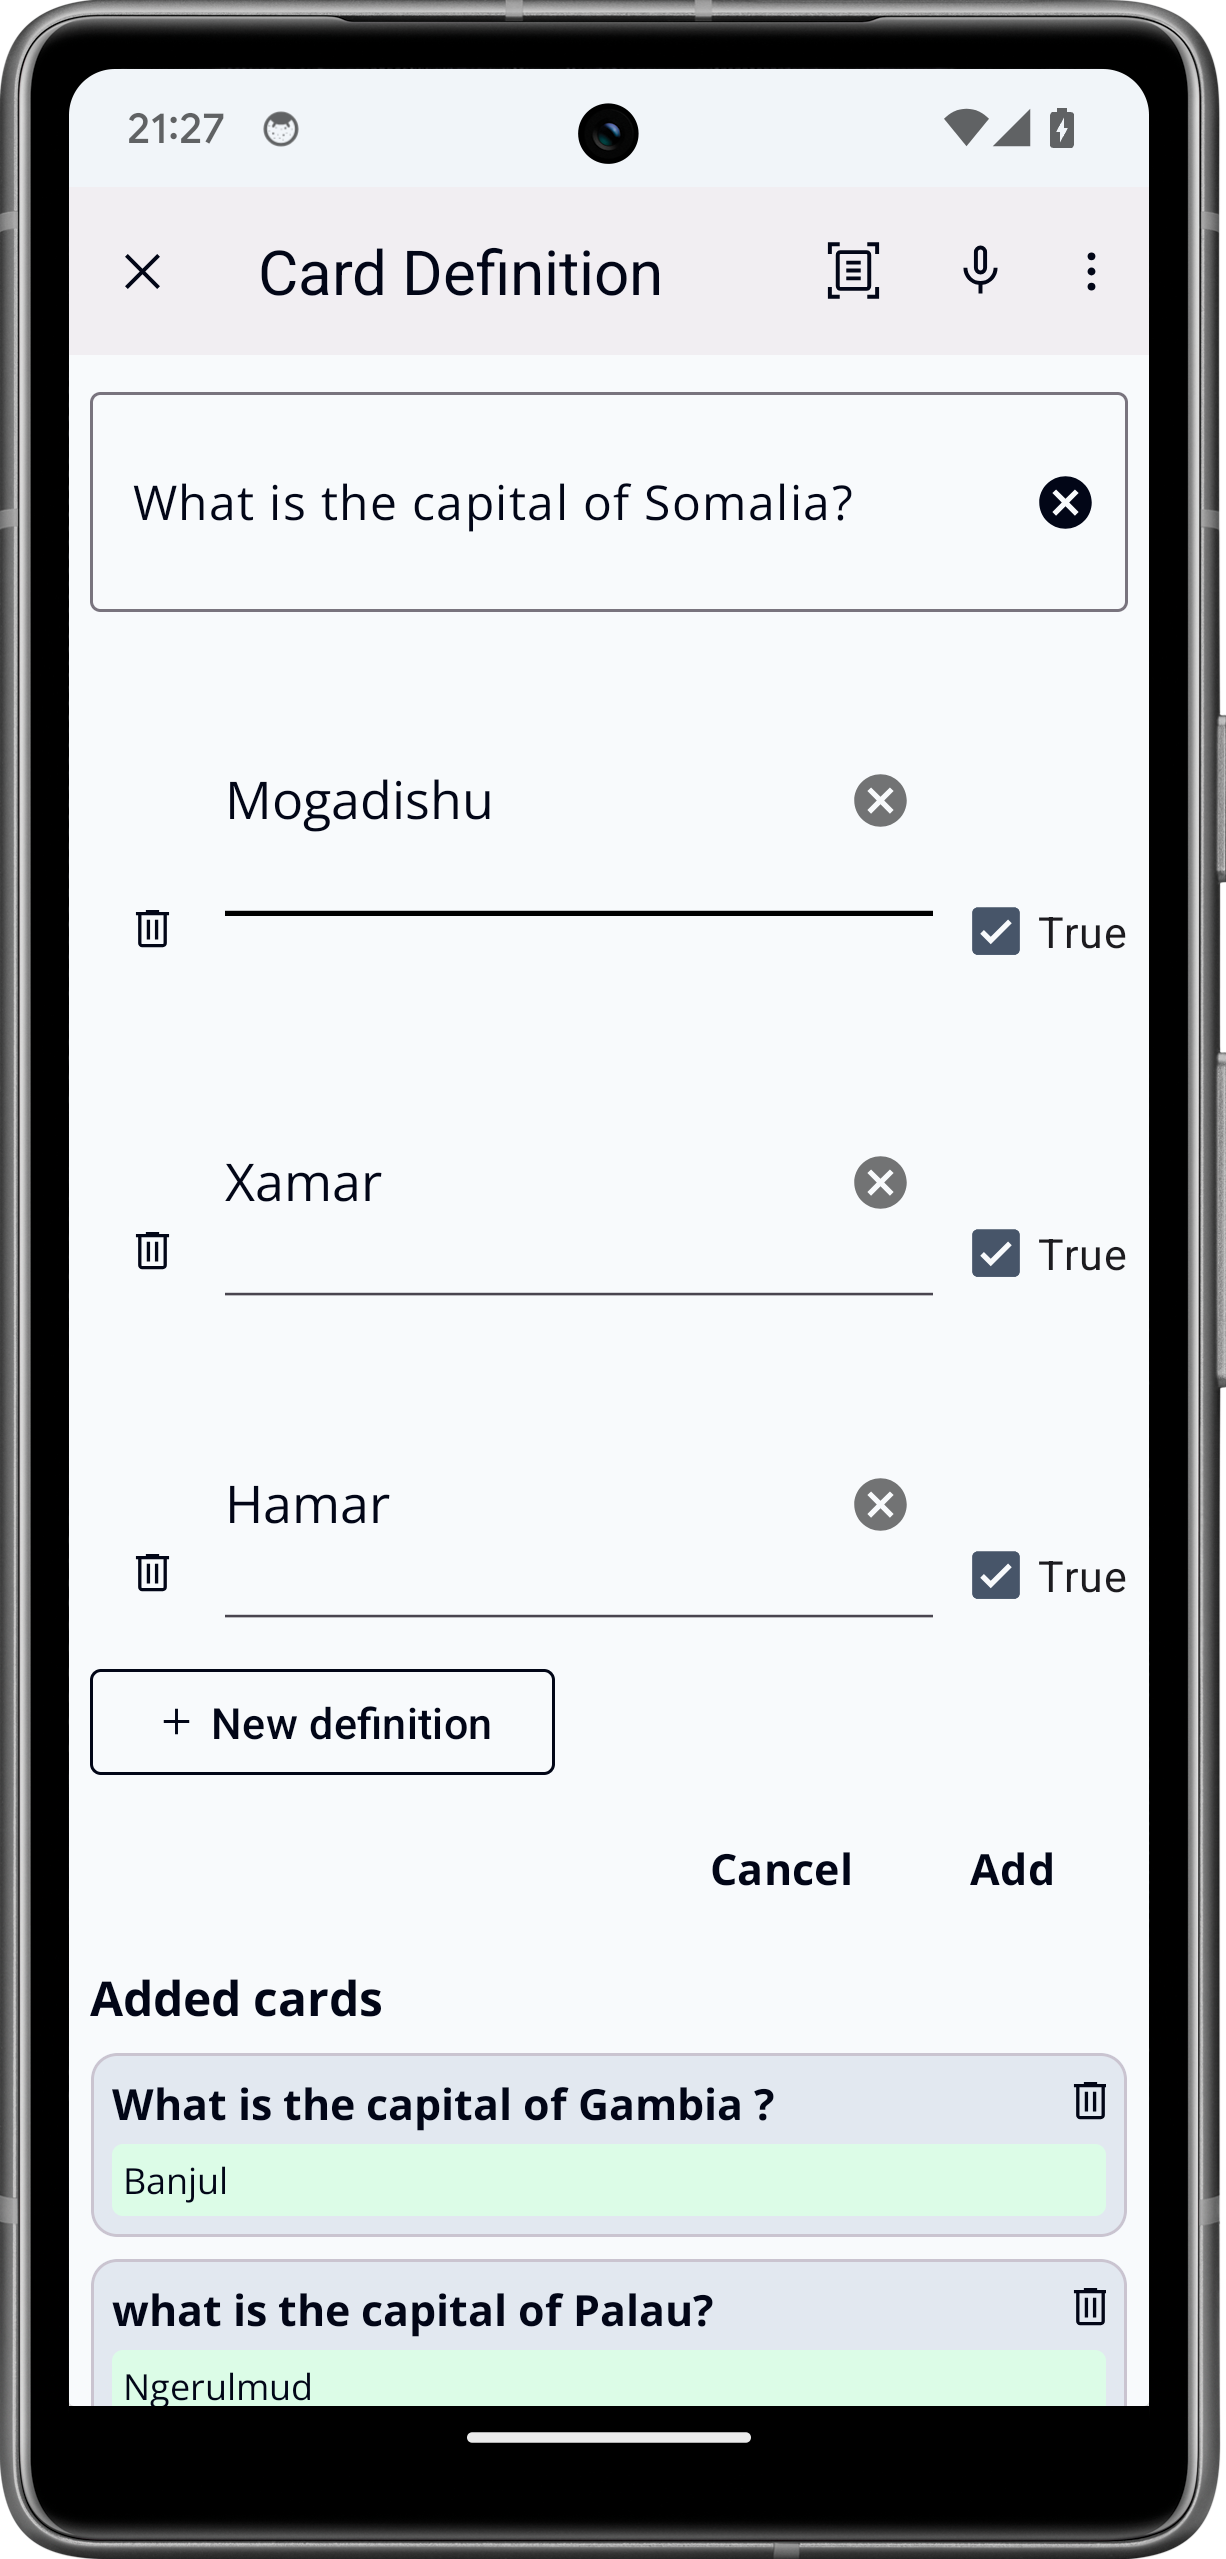 21:27
Card Definition
What is the capital of Somalia?
Mogadishu
True
Xamar
True
Hamar
True
+ New definition
Cancel Add
Added cards
What is the capital of Gambia ?
Banjul
what is the capital of Palau?
Ngerulmud